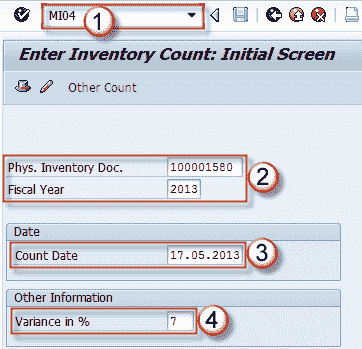 MI04
1
Enter Inventory Count: Initial Screen
Other Count
Phys. Inventory Doc. 100001580
2
Fiscal Year 2013
Date
Count Date 17.05.2013
3
Other Information
Variance in % 7
4